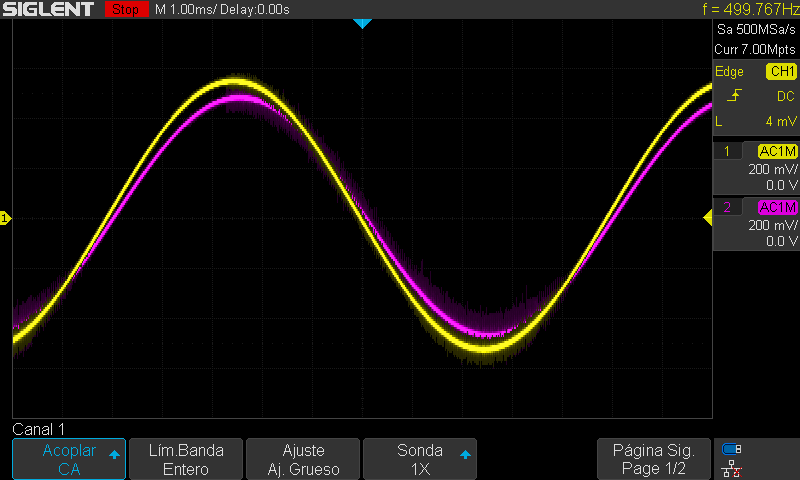 SIGLENT Stop M 1.00ms/ Delay:0.00s f = 499.767Hz
Sa 500MSa/s
Curr 7.00Mpts
Edge CH1
DC
L 4 mV
1 AC1M
200 mV/
0.0 V
2 AC1M
200 mV/
0.0 V
1
Canal 1
Acoplar
CA
Lím.Banda
Entero
Ajuste
Aj. Grueso
Sonda
1X
Página Sig.
Page 1/2